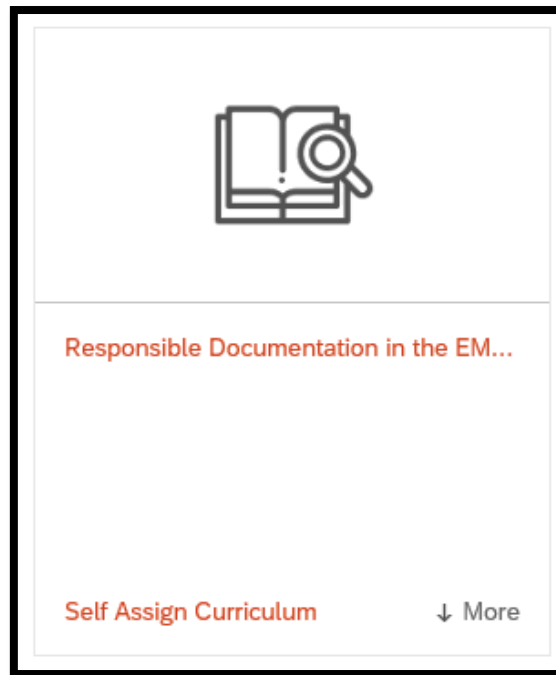 Responsible Documentation in the EM...
Self Assign Curriculum ↓ More